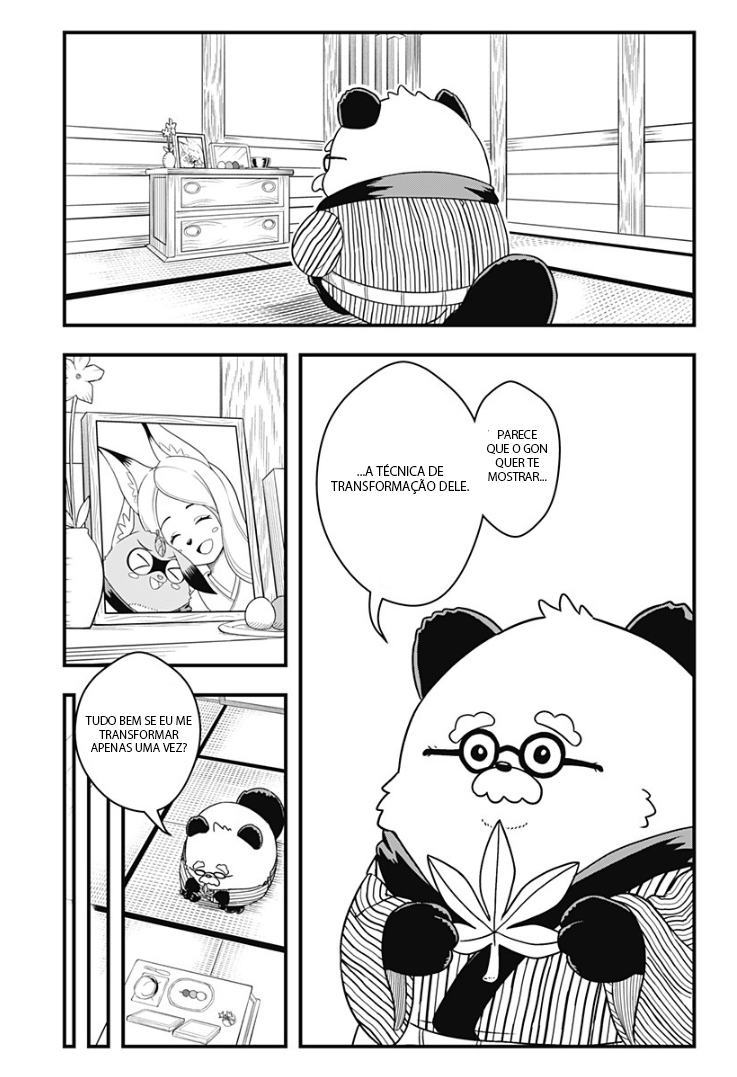 PARECE
QUE O GON
QUER TE
MOSTRAR...
...A TÉCNICA DE
TRANSFORMAÇÃO DELE.
TUDO BEM SE EU ME
TRANSFORMAR
APENAS UMA VEZ?